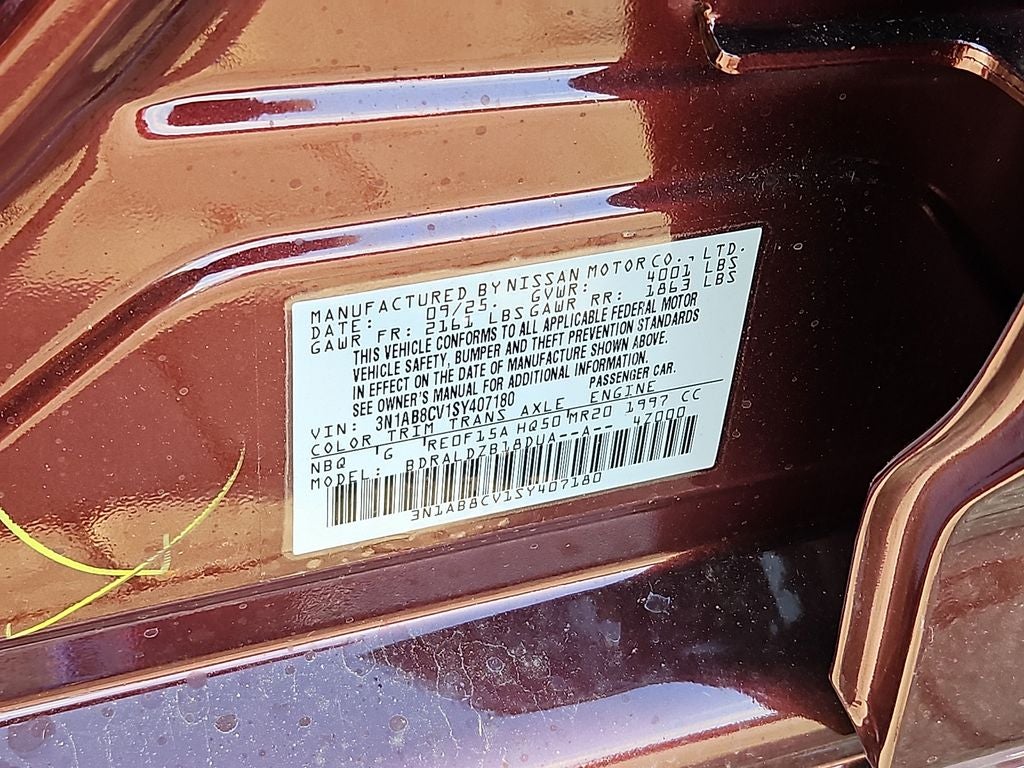 MANUFACTURED BY NISSAN MOTOR CO., LTD.
DATE: 09/25. GVWR: 4001 LBS
GAWR FR: 2161 LBS GAWR RR: 1863 LBS
THIS VEHICLE CONFORMS TO ALL APPLICABLE FEDERAL MOTOR
VEHICLE SAFETY, BUMPER AND THEFT PREVENTION STANDARDS
IN EFFECT ON THE DATE OF MANUFACTURE SHOWN ABOVE.
SEE OWNER'S MANUAL FOR ADDITIONAL INFORMATION.
VIN: 3N1AB8CV1SY407180 PASSENGER CAR.
COLOR TRIM TRANS AXLE ENGINE
NBQ G RE0F15A HQ50 MR20 1997 CC
MODEL: BDRALDZB18DUA--A-- 47000
3N1AB8CV1SY407180